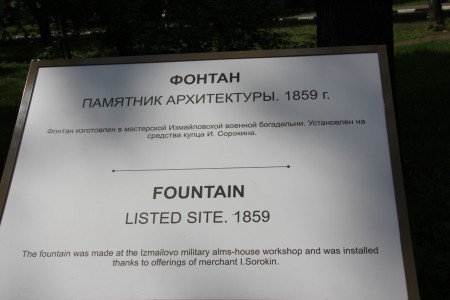 ФОНТАН
ПАМЯТНИК АРХИТЕКТУРЫ. 1859 г.
Фонтан изготовлен в мастерской Измайловской военной богадельни. Установлен на
средства купца И. Сорокина.
FOUNTAIN
LISTED SITE. 1859
The fountain was made at the Izmailovo military alms-house workshop and was installed
thanks to offerings of merchant I.Sorokin.